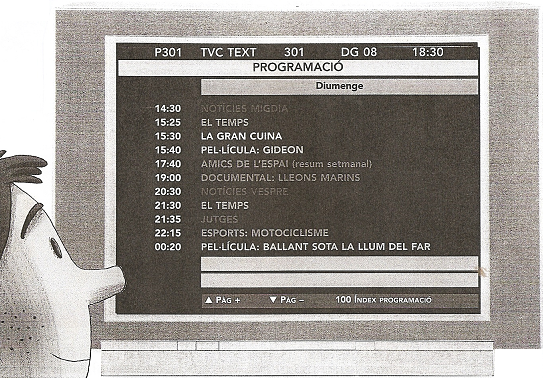 P301 TVC TEXT 301 DG 08 18:30
PROGRAMACIÓ
Diumenge
14:30 NOTÍCIES MIGDIA
15:25 EL TEMPS
15:30 LA GRAN CUINA
15:40 PEL·LÍCULA: GIDEON
17:40 AMICS DE L'ESPAI (resum setmanal)
19:00 DOCUMENTAL: LLEONS MARINS
20:30 NOTÍCIES VESPRE
21:30 EL TEMPS
21:35 JUTGES
22:15 ESPORTS: MOTOCICLISME
00:20 PEL·LÍCULA: BALLANT SOTA LA LLUM DEL FAR
▲ PÀG + ▼ PÀG – 100 ÍNDEX PROGRAMACIÓ